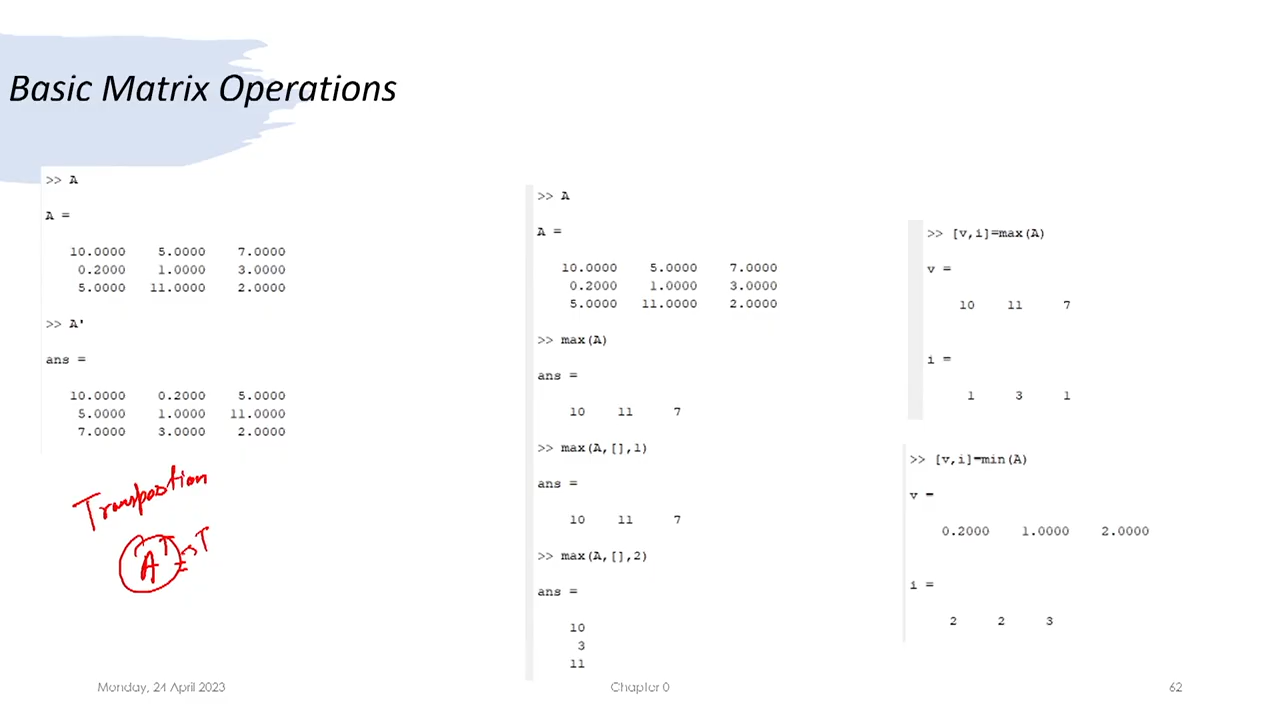 Basic Matrix Operations
>> A
A =
10.0000 5.0000 7.0000
0.2000 1.0000 3.0000
5.0000 11.0000 2.0000
>> A'
ans =
10.0000 0.2000 5.0000
5.0000 1.0000 11.0000
7.0000 3.0000 2.0000
>> A
A =
10.0000 5.0000 7.0000
0.2000 1.0000 3.0000
5.0000 11.0000 2.0000
>> max(A)
ans =
10 11 7
>> max(A,[],1)
ans =
10 11 7
>> max(A,[],2)
ans =
10
3
11
>> [v,i]=max(A)
v =
10 11 7
i =
1 3 1
>> [v,i]=min(A)
v =
0.2000 1.0000 2.0000
i =
2 2 3
A
Monday, 24 April 2023
Chapter 0
62